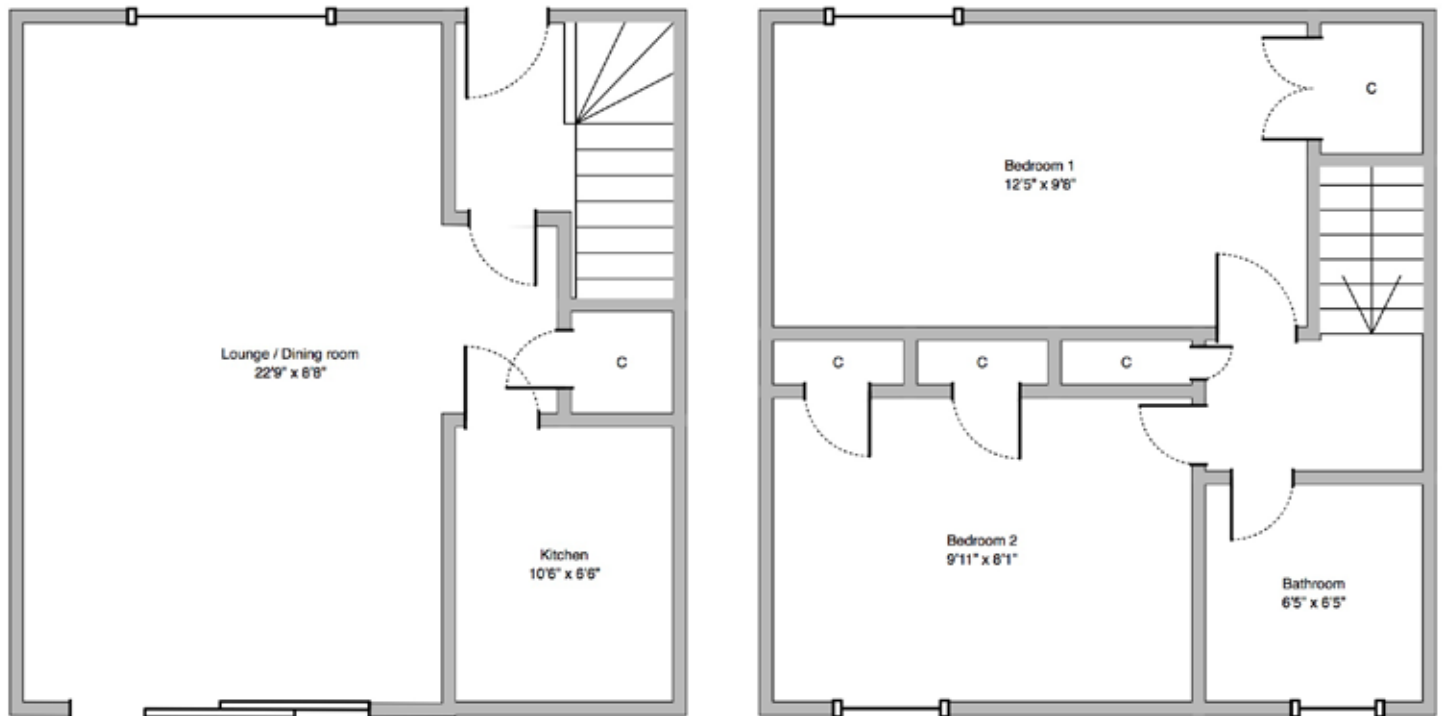 Lounge / Dining room
22'9" x 8'8"
C
Kitchen
10'6" x 6'6"
Bedroom 1
12'5" x 9'8"
C
C
C
C
Bedroom 2
9'11" x 8'1"
Bathroom
6'5" x 6'5"